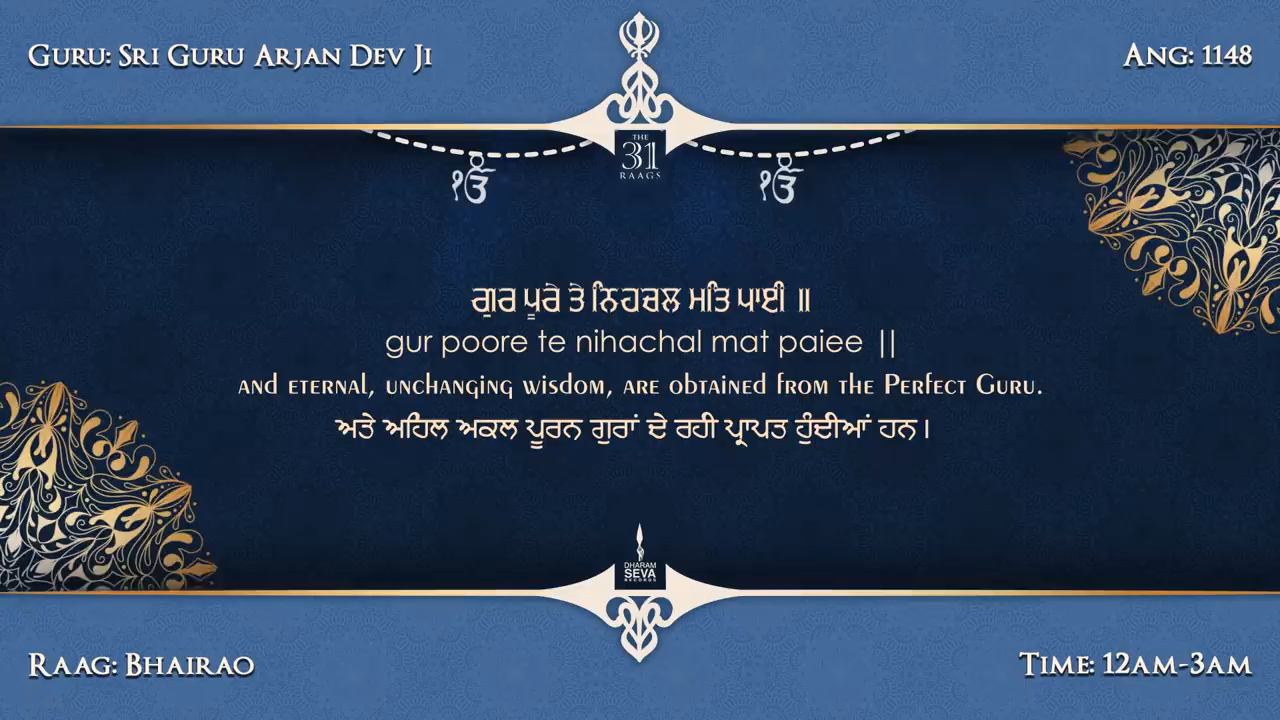 Guru: Sri Guru Arjan Dev Ji
Ang: 1148
THE
31
RAAGS
ੴ
ੴ
ਗੁਰ ਪੂਰੇ ਤੇ ਨਿਹਚਲ ਮਤਿ ਪਾਈ ॥
gur poore te nihachal mat paiee ||
and eternal, unchanging wisdom, are obtained from the Perfect Guru.
ਅਤੇ ਅਹਿਲ ਅਕਲ ਪੂਰਨ ਗੁਰਾਂ ਦੇ ਰਹੀ ਪ੍ਰਾਪਤ ਹੁੰਦੀਆਂ ਹਨ।
DHARAM
SEVA
RECORDS
Raag: Bhairao
Time: 12am-3am